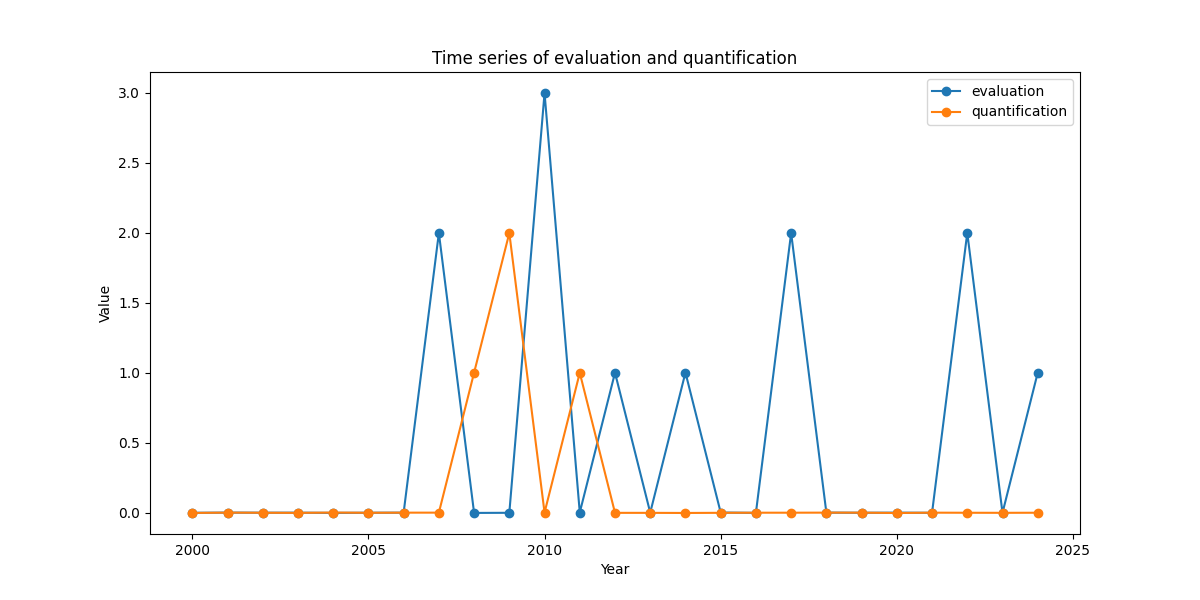 Time series of evaluation and quantification
evaluation
quantification
3.0
2.5
2.0
1.5
1.0
0.5
0.0
Value
2000 2005 2010 2015 2020 2025
Year